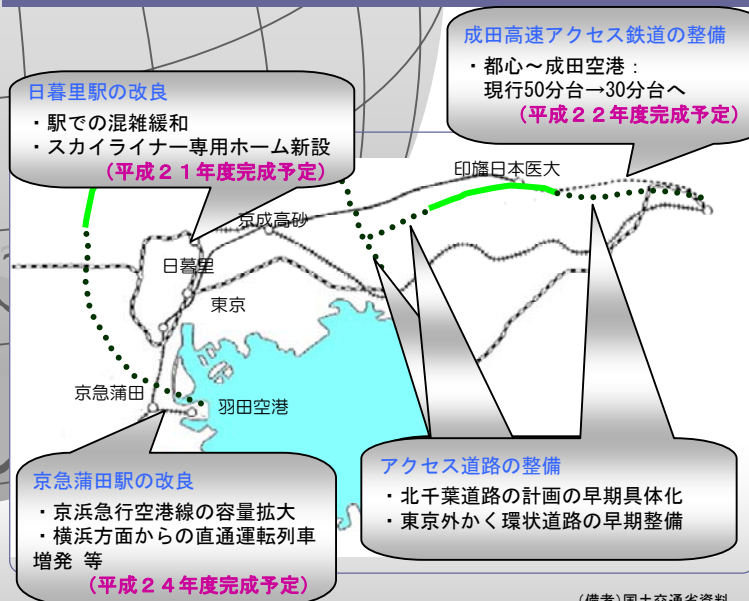 成田高速アクセス鉄道の整備
・都心～成田空港：
現行50分台→30分台へ
(平成２２年度完成予定)
日暮里駅の改良
・駅での混雑緩和
・スカイライナー専用ホーム新設
(平成２１年度完成予定)
印旛日本医大
京成高砂
日暮里
東京
京急蒲田
羽田空港
京急蒲田駅の改良
・京浜急行空港線の容量拡大
・横浜方面からの直通運転列車
増発 等
(平成２４年度完成予定)
アクセス道路の整備
・北千葉道路の計画の早期具体化
・東京外かく環状道路の早期整備
(備考)国土交通省資料